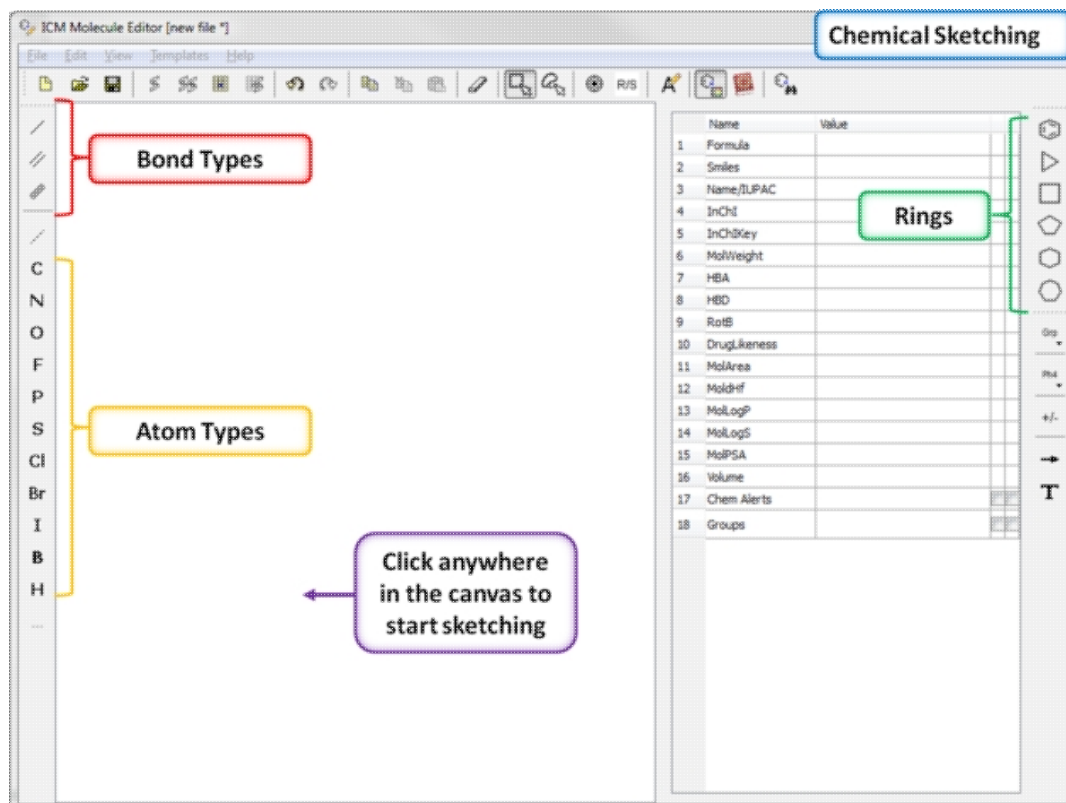 ICM Molecule Editor [new file *]
Chemical Sketching
File Edit View Templates Help
R/S
Bond Types
C
N
O
F
P
S
Cl
Br
I
B
H
...
Atom Types
Click anywhere
in the canvas to
start sketching
Name Value
1 Formula
2 Smiles
3 Name/IUPAC
4 InChI
5 InChIKey
6 MolWeight
7 HBA
8 HBD
9 RotB
10 DrugLikeness
11 MolArea
12 MoldHf
13 MolLogP
14 MolLogS
15 MolPSA
16 Volume
17 Chem Alerts
18 Groups
Rings
Grp
Ph4
+/-
T